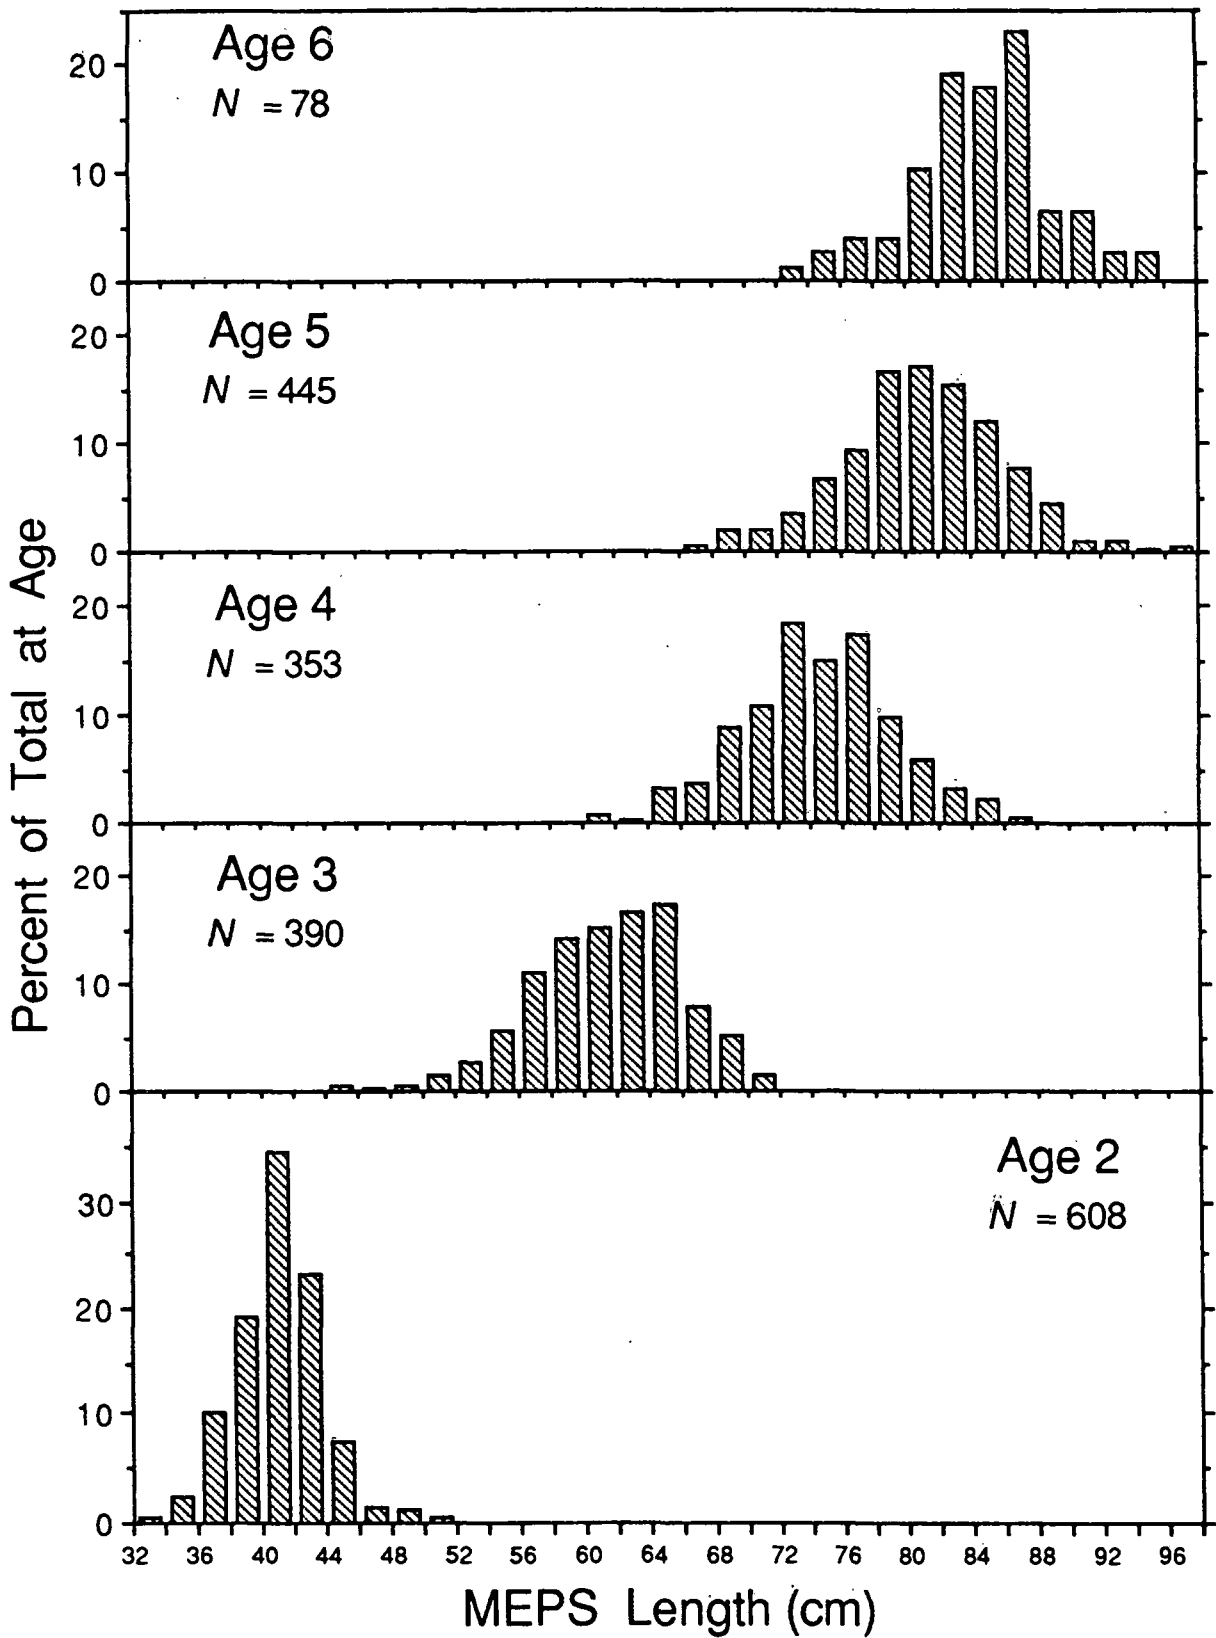 Percent of Total at Age
Age 6
N = 78
20
10
0
Age 5
N = 445
20
10
0
Age 4
N = 353
20
10
0
Age 3
N = 390
20
10
0
Age 2
N = 608
30
20
10
0
32 36 40 44 48 52 56 60 64 68 72 76 80 84 88 92 96
MEPS Length (cm)